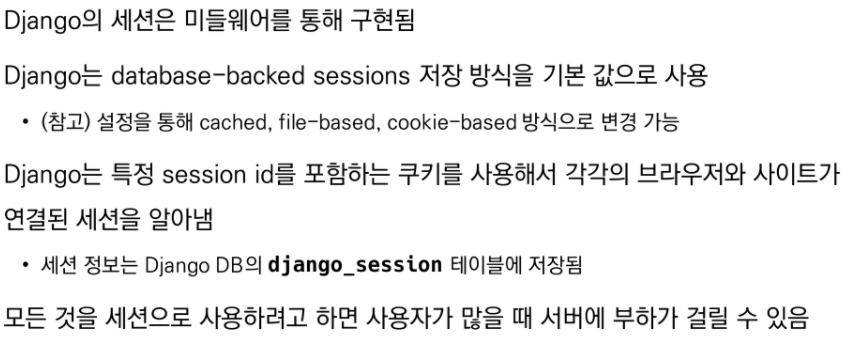 Django의 세션은 미들웨어를 통해 구현됨
Django는 database-backed sessions 저장 방식을 기본 값으로 사용
• (참고) 설정을 통해 cached, file-based, cookie-based 방식으로 변경 가능
Django는 특정 session id를 포함하는 쿠키를 사용해서 각각의 브라우저와 사이트가
연결된 세션을 알아냄
• 세션 정보는 Django DB의 django_session 테이블에 저장됨
모든 것을 세션으로 사용하려고 하면 사용자가 많을 때 서버에 부하가 걸릴 수 있음